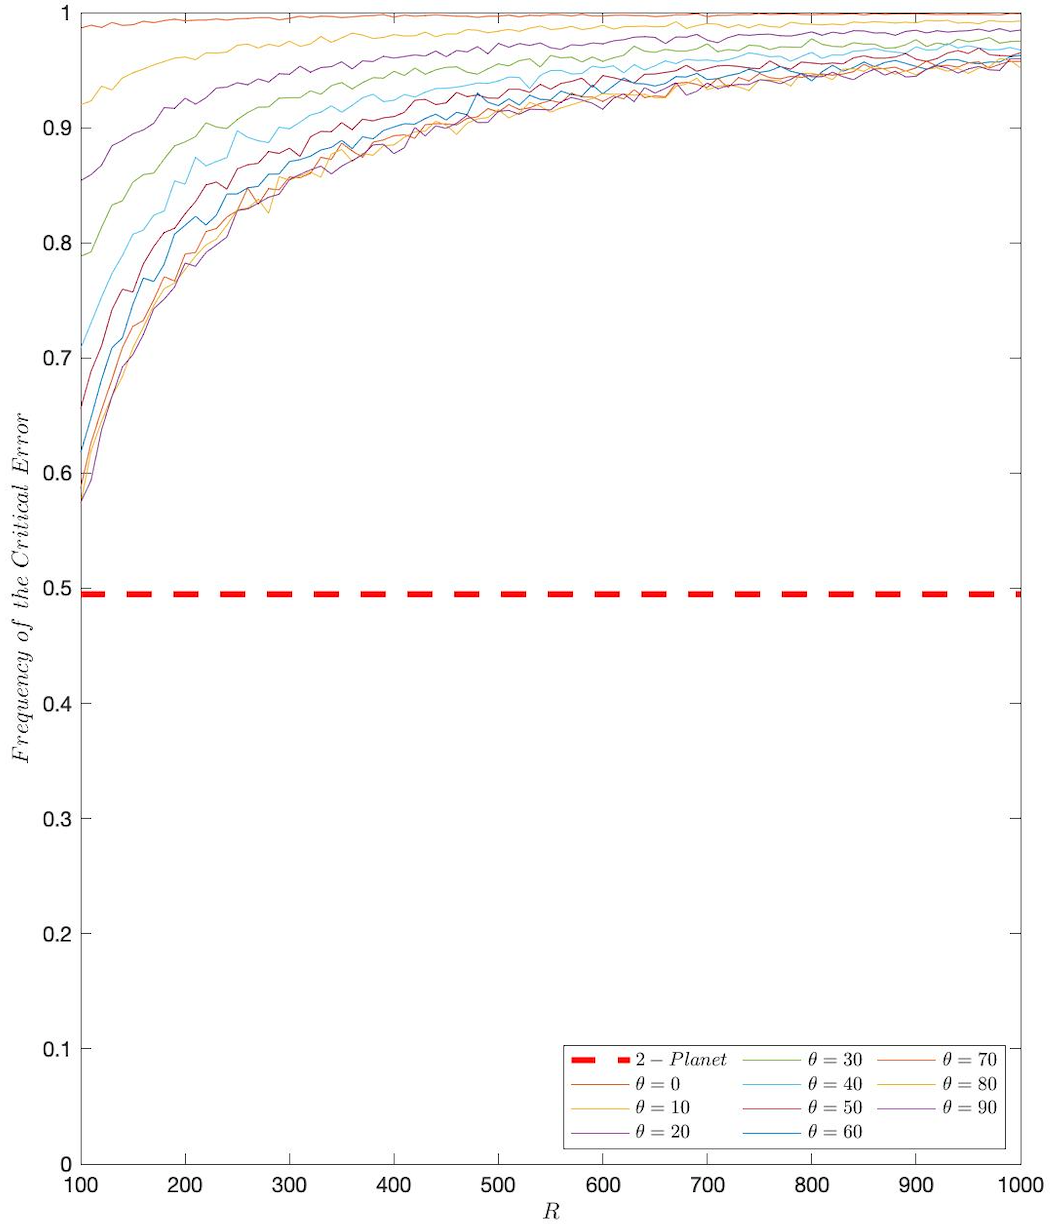 1
0.9
0.8
0.7
0.6
0.5
0.4
0.3
0.2
0.1
0
Frequency of the Critical Error
100 200 300 400 500 600 700 800 900 1000
R
2 − Planet
θ = 0
θ = 10
θ = 20
θ = 30
θ = 40
θ = 50
θ = 60
θ = 70
θ = 80
θ = 90